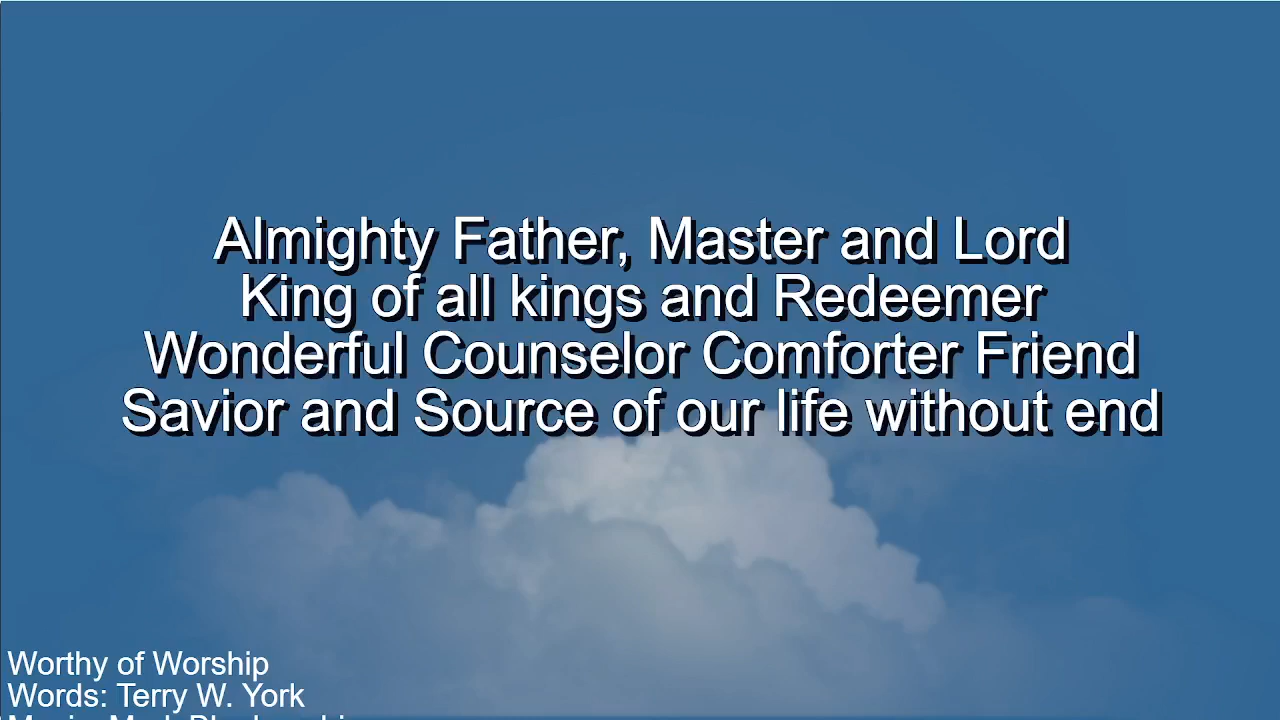 Almighty Father, Master and Lord
King of all kings and Redeemer
Wonderful Counselor Comforter Friend
Savior and Source of our life without end
Worthy of Worship
Words: Terry W. York